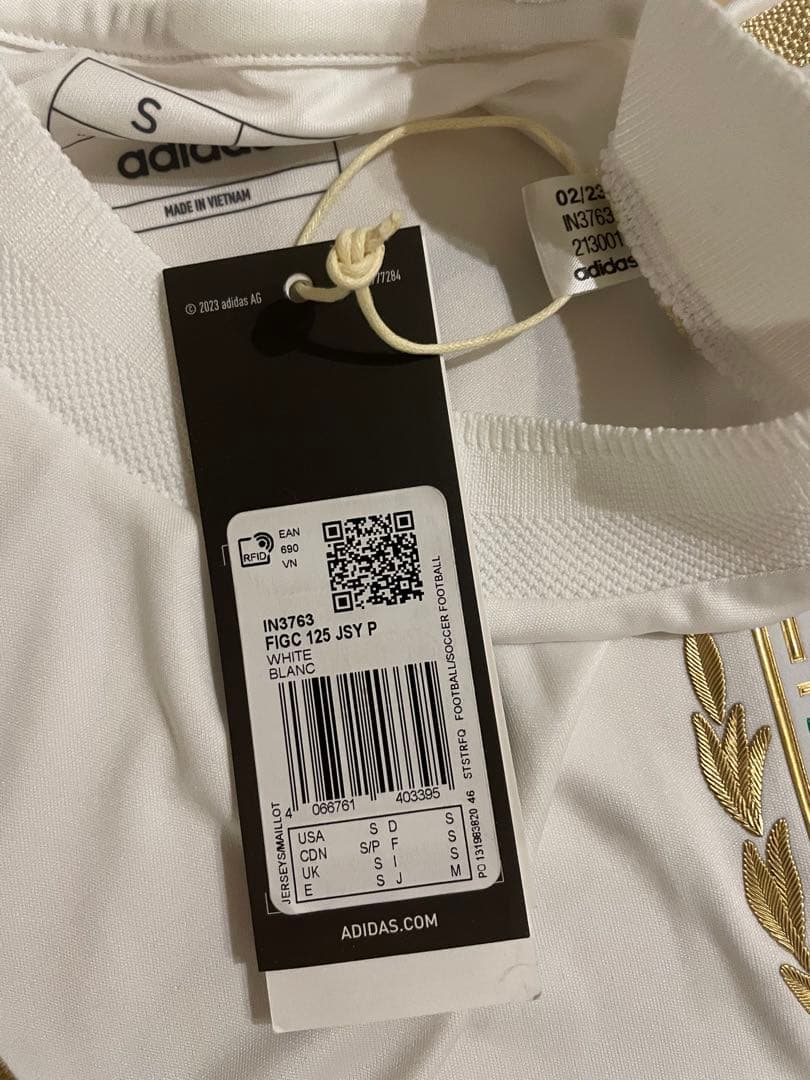 S
adidas
MADE IN VIETNAM
02/23
IN3763
213001
adidas
© 2023 adidas AG
77284
RFID
EAN
690
VN
IN3763
FIGC 125 JSY P
WHITE
BLANC
FOOTBALL/SOCCER FOOTBALL
STSTRFQ
JERSEYS/MAILLOT
4 066761 403395
PO 131983820 46
USA S D S
CDN S/P F S
UK S I S
E S J M
ADIDAS.COM